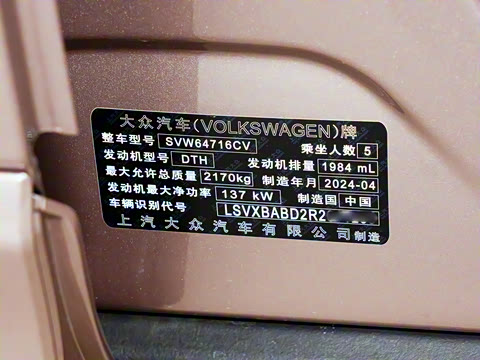 大众汽车(VOLKSWAGEN)牌
整车型号 SVW64716CV 乘坐人数 5
发动机型号 DTH 发动机排量 1984 mL
最大允许总质量 2170kg 制造年月 2024-04
发动机最大净功率 137 kW 制造国 中国
车辆识别代号 LSVXBABD2R2
上汽大众汽车有限公司制造